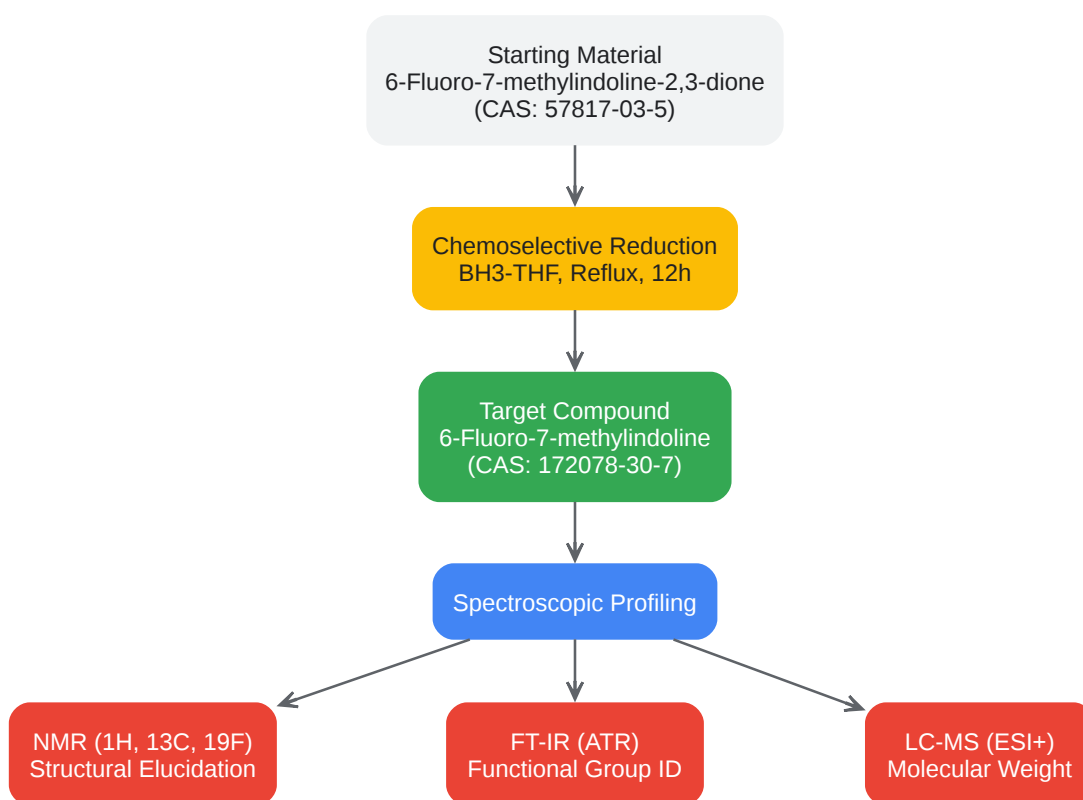 Starting Material
6-Fluoro-7-methylindoline-2,3-dione
(CAS: 57817-03-5)
Chemoselective Reduction
BH3-THF, Reflux, 12h
Target Compound
6-Fluoro-7-methylindoline
(CAS: 172078-30-7)
Spectroscopic Profiling
NMR (1H, 13C, 19F)
Structural Elucidation
FT-IR (ATR)
Functional Group ID
LC-MS (ESI+)
Molecular Weight